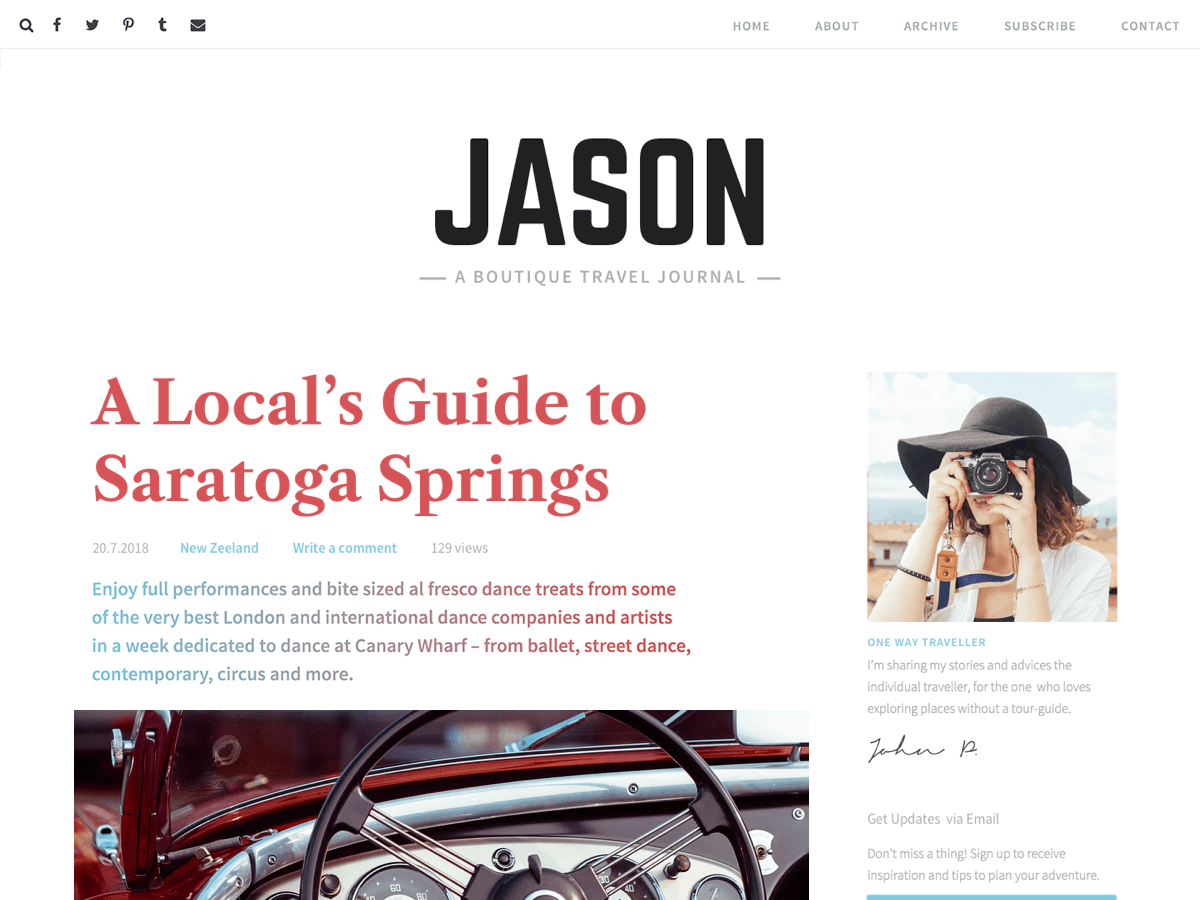 HOME ABOUT ARCHIVE SUBSCRIBE CONTACT
JASON
A BOUTIQUE TRAVEL JOURNAL
A Local’s Guide to
Saratoga Springs
20.7.2018 New Zeeland Write a comment 129 views
Enjoy full performances and bite sized al fresco dance treats from some
of the very best London and international dance companies and artists
in a week dedicated to dance at Canary Wharf – from ballet, street dance,
contemporary, circus and more.
60
80
30
40
ONE WAY TRAVELLER
I’m sharing my stories and advices the
individual traveller, for the one who loves
exploring places without a tour-guide.
John P.
Get Updates via Email
Don't miss a thing! Sign up to receive
inspiration and tips to plan your adventure.